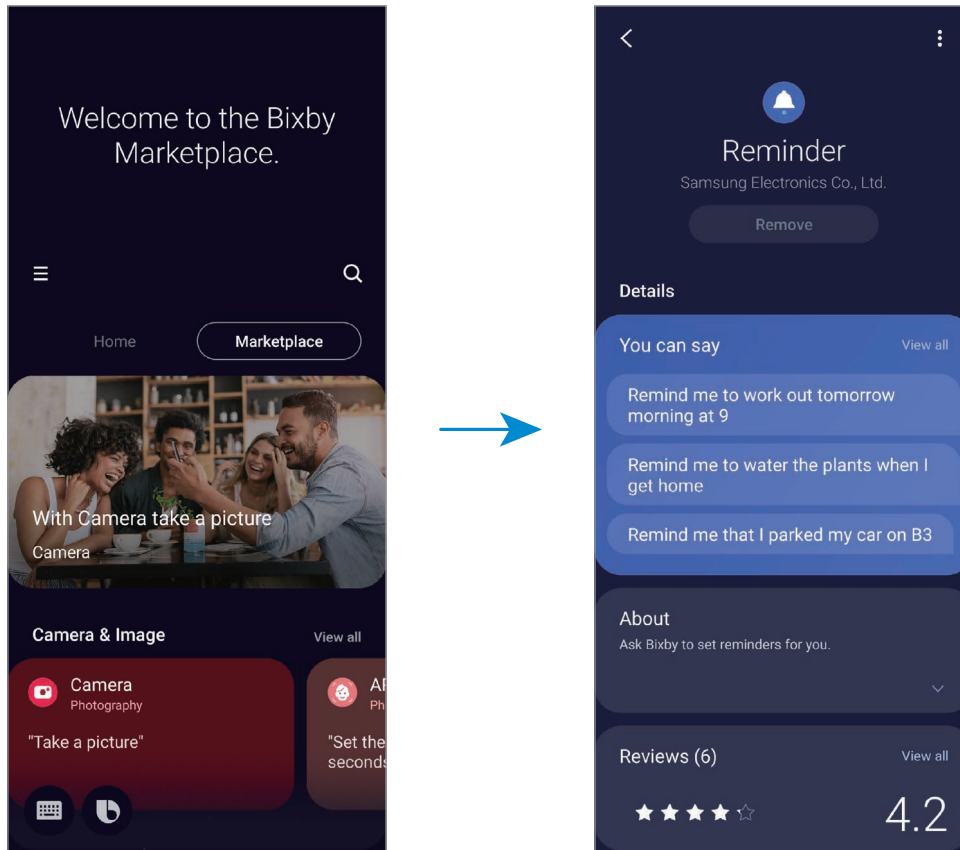 Welcome to the Bixby
Marketplace.
Home
Marketplace
With Camera take a picture
Camera
Camera & Image
View all
Camera
Photography
"Take a picture"
"Set the
Reminder
Samsung Electronics Co., Ltd.
Remove
Details
You can say
View all
Remind me to work out tomorrow
morning at 9
Remind me to water the plants when I
get home
Remind me that I parked my car on B3
About
Ask Bixby to set reminders for you.
Reviews (6)
View all
4.2